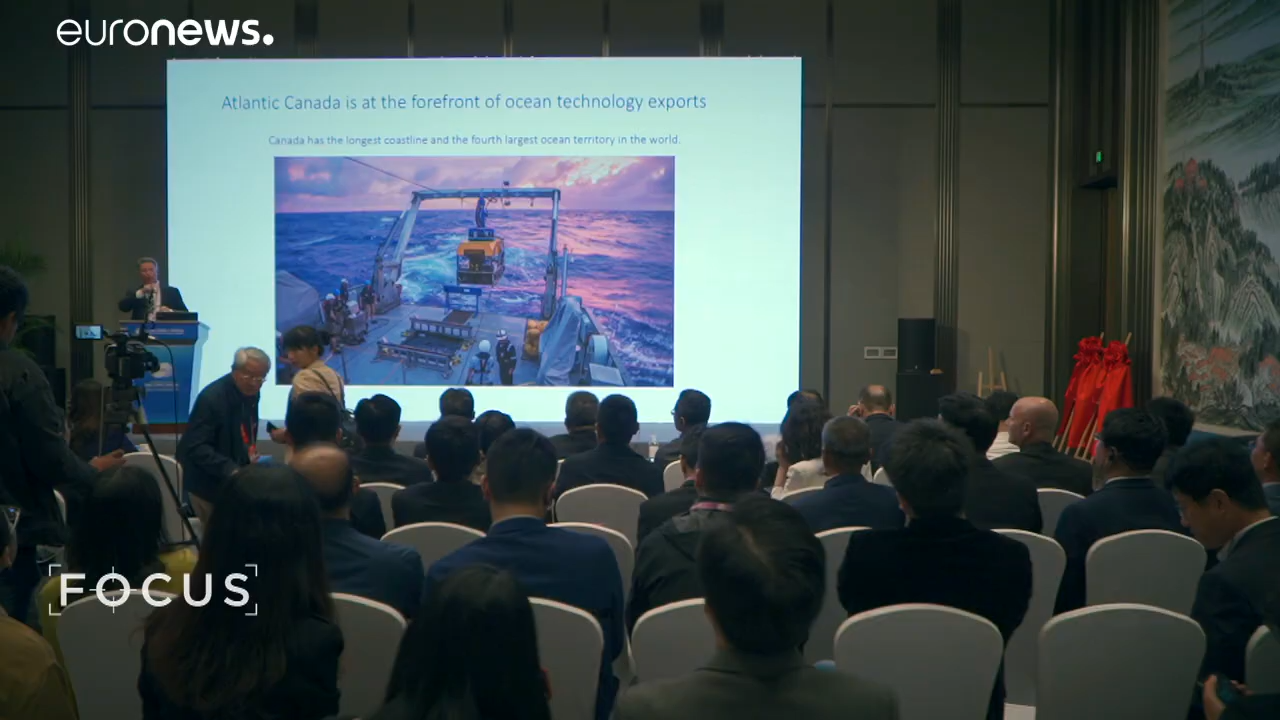 euronews.
Atlantic Canada is at the forefront of ocean technology exports
Canada has the longest coastline and the fourth largest ocean territory in the world.
FOCUS